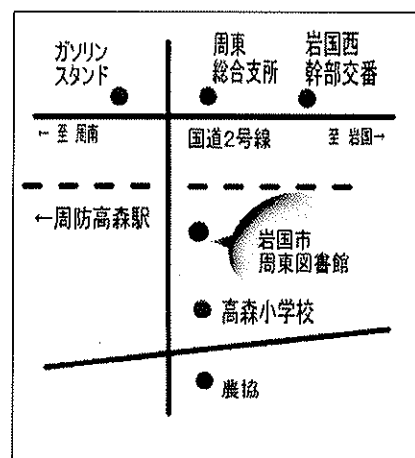 ガソリン
スタンド
周東
総合支所
岩国西
幹部交番
← 至 周南
国道2号線
至 岩国→
←周防高森駅
岩国市
周東図書館
高森小学校
農協